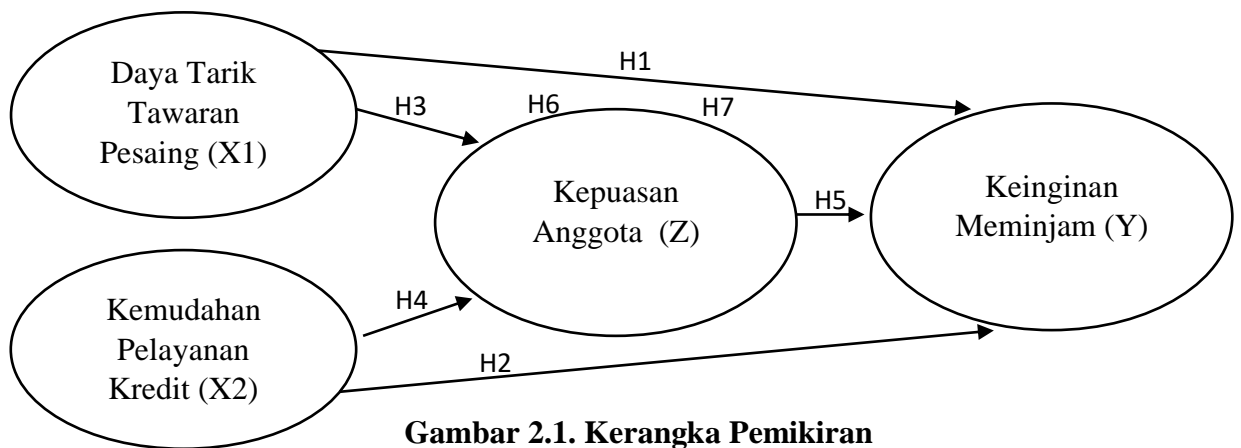 Daya Tarik
Tawaran
Pesaing (X1)
H1
H3
H6
H7
Kepuasan
Anggota (Z)
H5
Keinginan
Meminjam (Y)
Kemudahan
Pelayanan
Kredit (X2)
H4
H2
Gambar 2.1. Kerangka Pemikiran